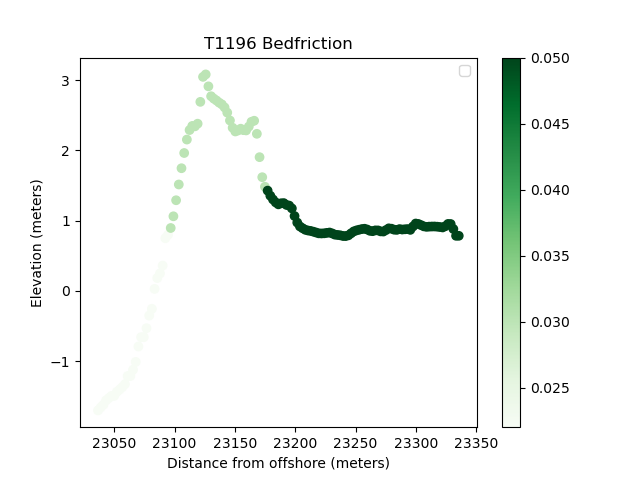 T1196 Bedfriction
Elevation (meters)
3
2
1
0
−1
23050 23100 23150 23200 23250 23300 23350
Distance from offshore (meters)
0.050
0.045
0.040
0.035
0.030
0.025